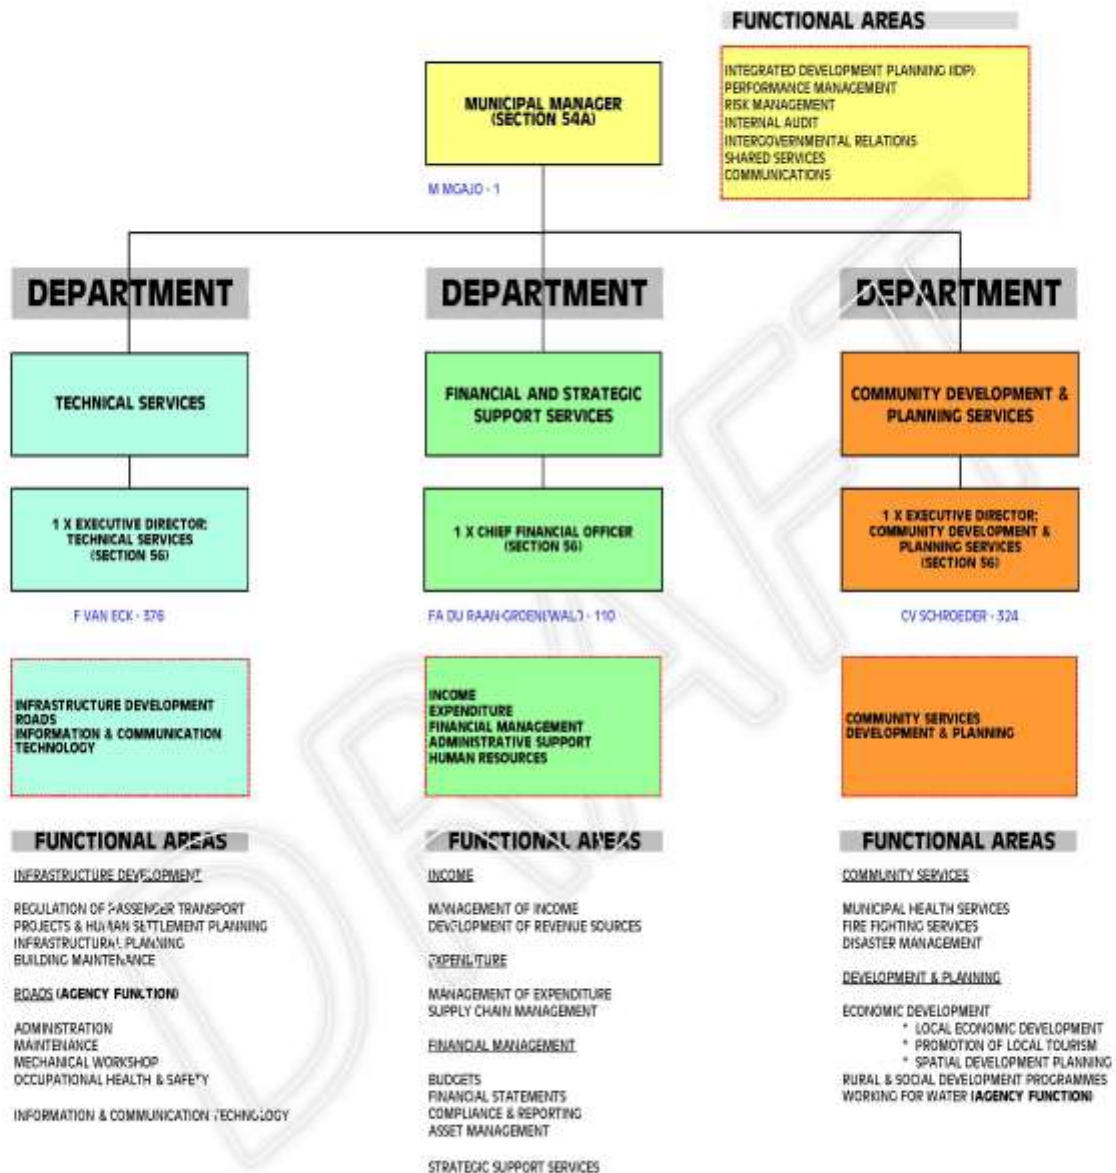 FUNCTIONAL AREAS
INTEGRATED DEVELOPMENT PLANNING (IDP)
PERFORMANCE MANAGEMENT
RISK MANAGEMENT
INTERNAL AUDIT
INTERGOVERNMENTAL RELATIONS
SHARED SERVICES
COMMUNICATIONS
MUNICIPAL MANAGER
(SECTION 54A)
M MGAJO - 1
DEPARTMENT
TECHNICAL SERVICES
1 X EXECUTIVE DIRECTOR:
TECHNICAL SERVICES
(SECTION 56)
F VAN ECK - 376
INFRASTRUCTURE DEVELOPMENT
ROADS
INFORMATION & COMMUNICATION
TECHNOLOGY
FUNCTIONAL AREAS
INFRASTRUCTURE DEVELOPMENT
REGULATION OF PASSENGER TRANSPORT
PROJECTS & HUMAN SETTLEMENT PLANNING
INFRASTRUCTURAL PLANNING
BUILDING MAINTENANCE
ROADS (AGENCY FUNCTION)
ADMINISTRATION
MAINTENANCE
MECHANICAL WORKSHOP
OCCUPATIONAL HEALTH & SAFETY
INFORMATION & COMMUNICATION TECHNOLOGY
DEPARTMENT
FINANCIAL AND STRATEGIC
SUPPORT SERVICES
1 X CHIEF FINANCIAL OFFICER
(SECTION 56)
FA DU - 110
INCOME
EXPENDITURE
FINANCIAL MANAGEMENT
ADMINISTRATIVE SUPPORT
HUMAN RESOURCES
FUNCTIONAL AREAS
INCOME
MANAGEMENT OF INCOME
DEVELOPMENT OF REVENUE SOURCES
EXPENDITURE
MANAGEMENT OF EXPENDITURE
SUPPLY CHAIN MANAGEMENT
FINANCIAL MANAGEMENT
BUDGETS
FINANCIAL STATEMENTS
COMPLIANCE & REPORTING
ASSET MANAGEMENT
STRATEGIC SUPPORT SERVICES
DEPARTMENT
COMMUNITY DEVELOPMENT &
PLANNING SERVICES
1 X EXECUTIVE DIRECTOR:
COMMUNITY DEVELOPMENT &
PLANNING SERVICES
(SECTION 56)
CV SCHROEDER - 324
COMMUNITY SERVICES
DEVELOPMENT & PLANNING
FUNCTIONAL AREAS
COMMUNITY SERVICES
MUNICIPAL HEALTH SERVICES
FIRE FIGHTING SERVICES
DISASTER MANAGEMENT
DEVELOPMENT & PLANNING
ECONOMIC DEVELOPMENT
* LOCAL ECONOMIC DEVELOPMENT
* PROMOTION OF LOCAL TOURISM
* SPATIAL DEVELOPMENT PLANNING
RURAL & SOCIAL DEVELOPMENT PROGRAMMES
WORKING FOR WATER (AGENCY FUNCTION)
DRAFT